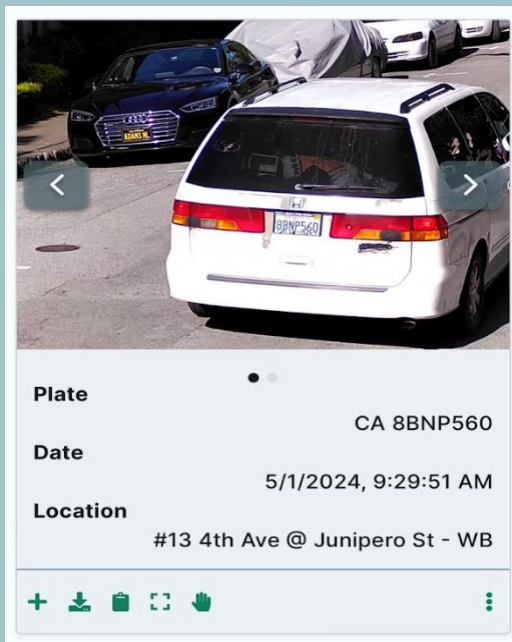 ADAMS NL
8BNP560
Plate
CA 8BNP560
Date
5/1/2024, 9:29:51 AM
Location
#13 4th Ave @ Junipero St - WB